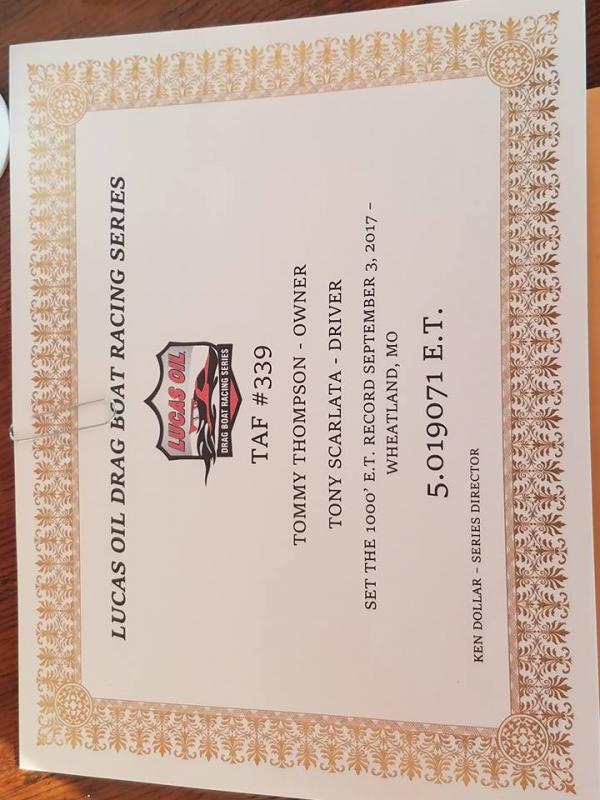 LUCAS OIL DRAG BOAT RACING SERIES
LUCAS OIL
DRAG BOAT RACING SERIES
TAF #339
TOMMY THOMPSON - OWNER
TONY SCARLATA - DRIVER
SET THE 1000' E.T. RECORD SEPTEMBER 3, 2017 –
WHEATLAND, MO
5.019071 E.T.
KEN DOLLAR – SERIES DIRECTOR